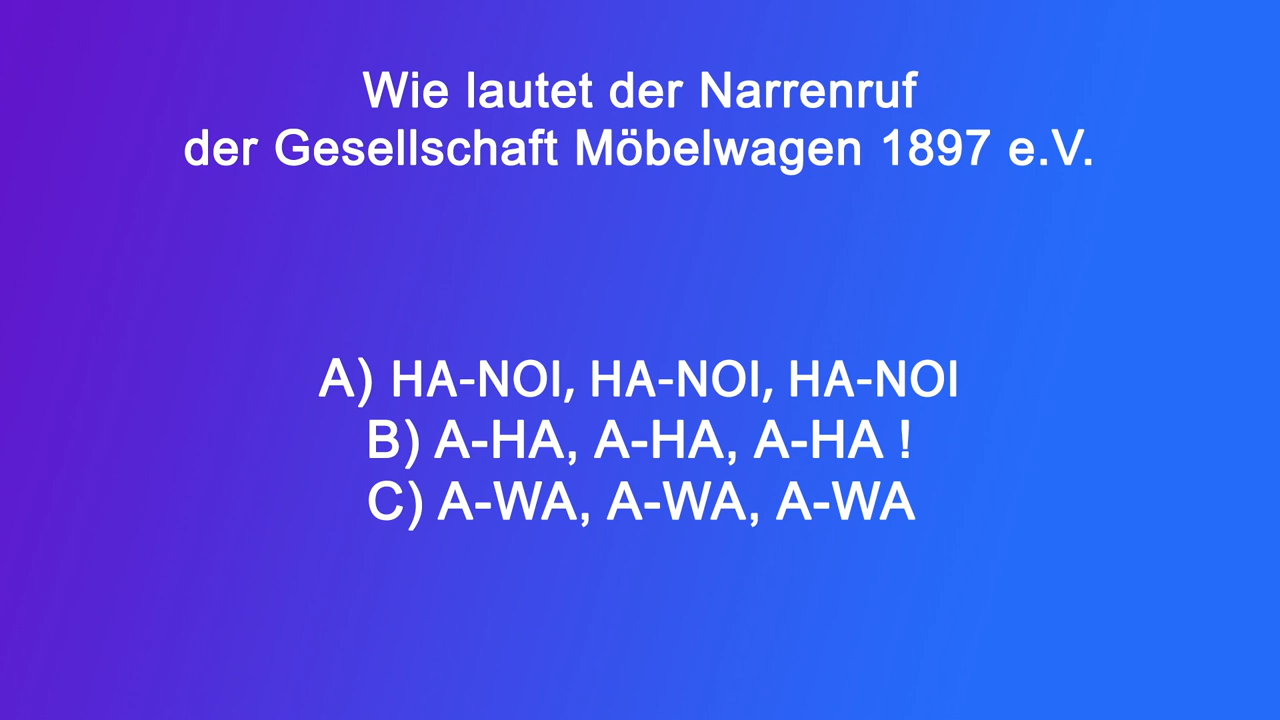 Wie lautet der Narrenruf
der Gesellschaft Möbelwagen 1897 e.V.
A) HA-NOI, HA-NOI, HA-NOI
B) A-HA, A-HA, A-HA !
C) A-WA, A-WA, A-WA